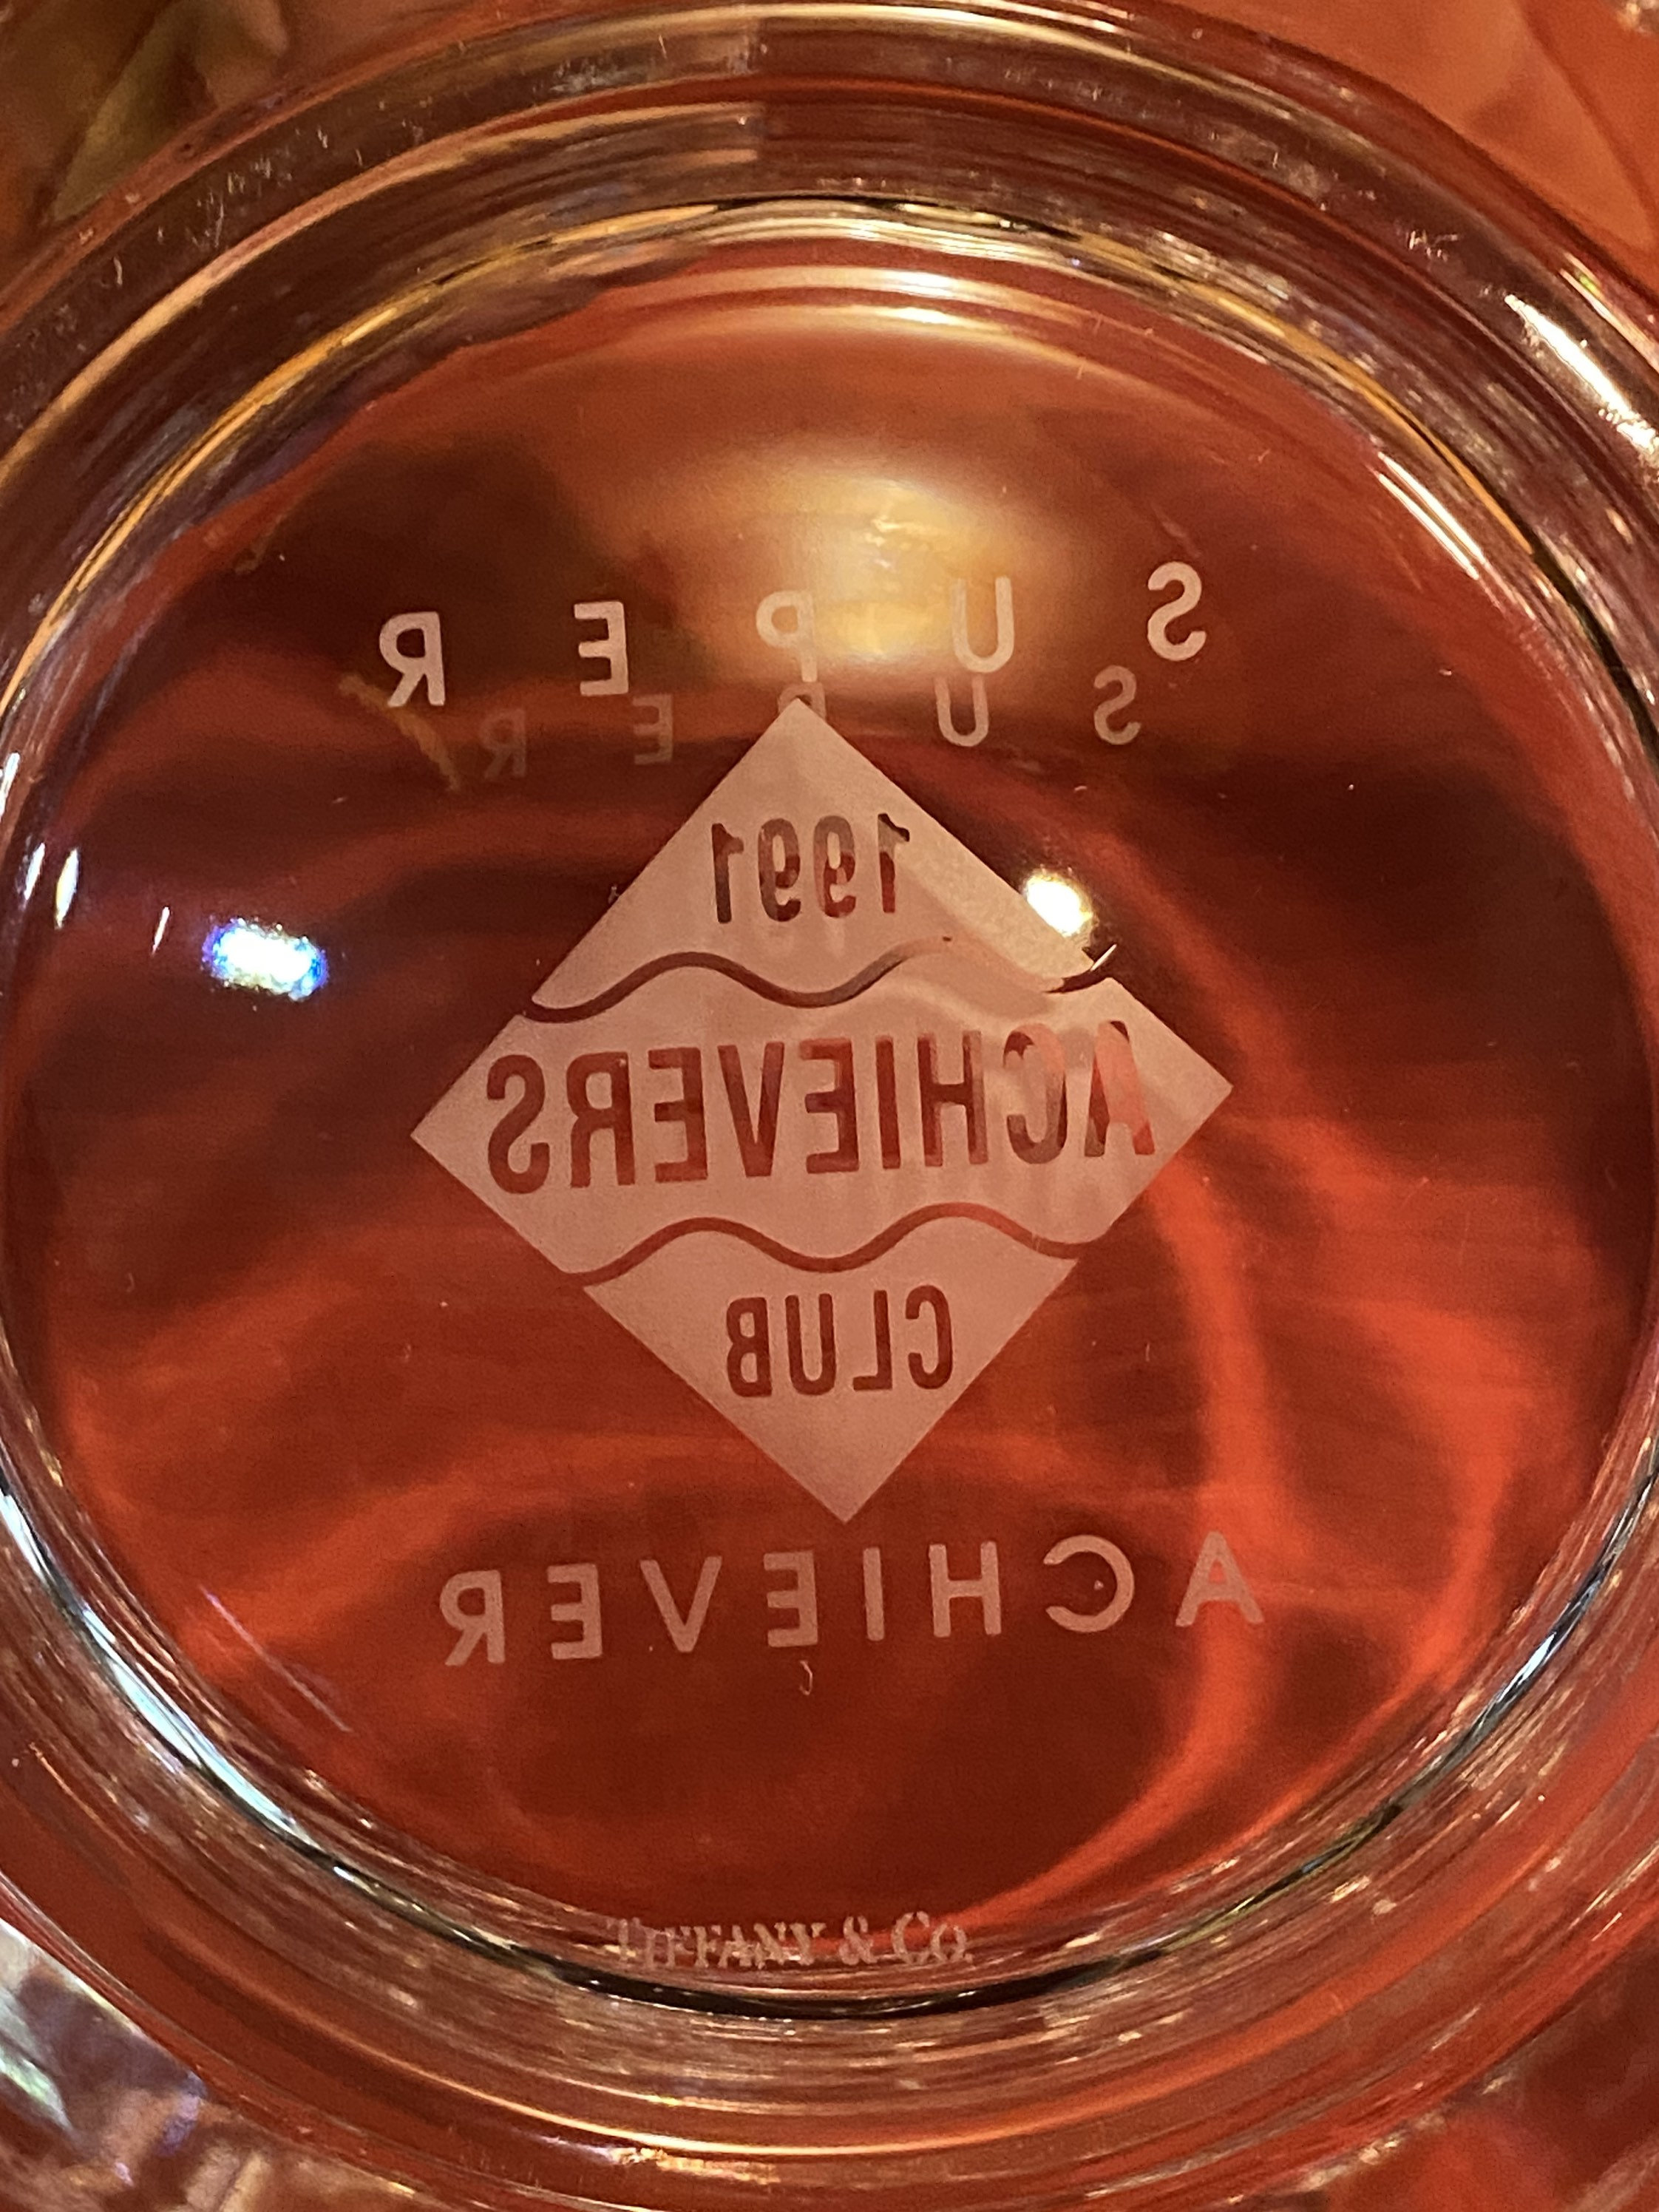 SUPER
1991
ACHIEVERS
CLUB
ACHIEVER
TIFFANY & CO.